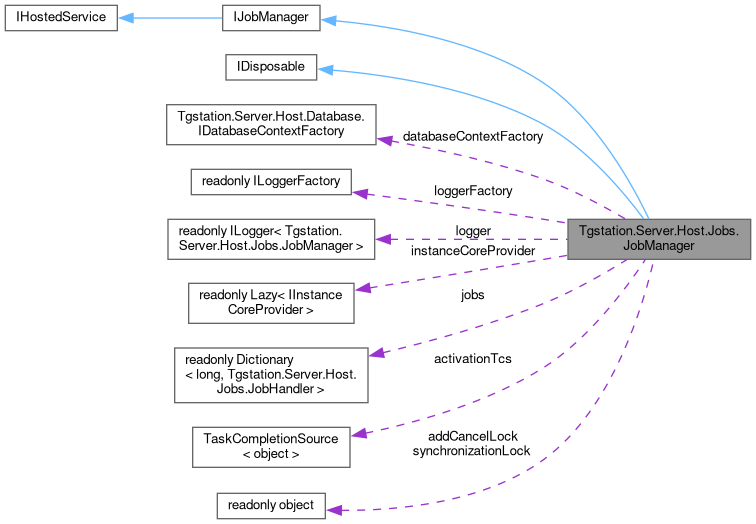 IHostedService
IJobManager
IDisposable
Tgstation.Server.Host.Database.
IDatabaseContextFactory
databaseContextFactory
readonly ILoggerFactory
loggerFactory
readonly ILogger< Tgstation.
Server.Host.Jobs.JobManager >
logger
Tgstation.Server.Host.Jobs.
JobManager
instanceCoreProvider
readonly Lazy< IInstance
CoreProvider >
jobs
readonly Dictionary
< long, Tgstation.Server.Host.
Jobs.JobHandler >
activationTcs
TaskCompletionSource
< object >
addCancelLock
synchronizationLock
readonly object